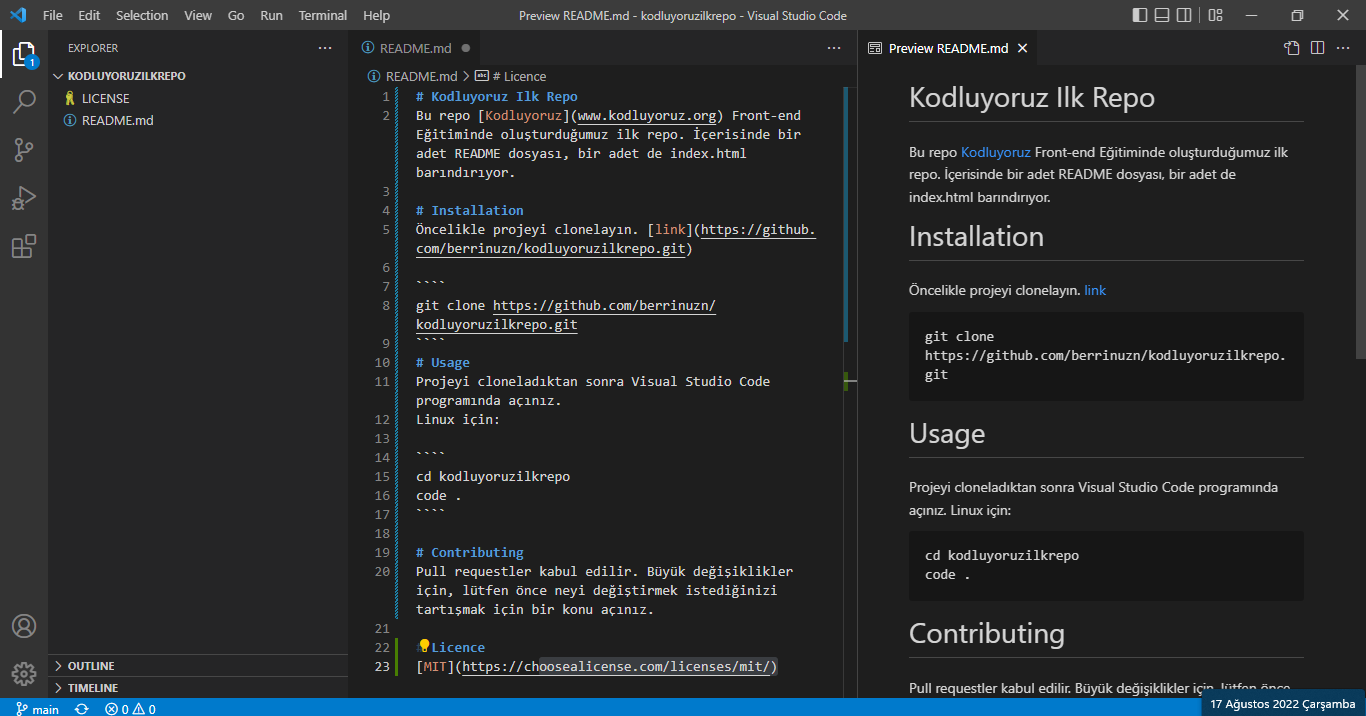 File Edit Selection View Go Run Terminal Help
Preview README.md - kodluyoruzilkrepo - Visual Studio Code
EXPLORER
KODLUYORUZILKREPO
LICENSE
README.md
OUTLINE
TIMELINE
1
README.md
README.md > # Licence
1 # Kodluyoruz Ilk Repo
2 Bu repo [Kodluyoruz](www.kodluyoruz.org) Front-end
Eğitiminde oluşturduğumuz ilk repo. İçerisinde bir
adet README dosyası, bir adet de index.html
barındırıyor.
3
4 # Installation
5 Öncelikle projeyi clonelayın. [link](https://github.
com/berrinuzn/kodluyoruzilkrepo.git)
6
7 ````
8 git clone https://github.com/berrinuzn/
kodluyoruzilkrepo.git
9 ````
10 # Usage
11 Projeyi cloneladıktan sonra Visual Studio Code
programında açınız.
12 Linux için:
13
14 ````
15 cd kodluyoruzilkrepo
16 code .
17 ````
18
19 # Contributing
20 Pull requestler kabul edilir. Büyük değişiklikler
için, lütfen önce neyi değiştirmek istediğinizi
tartışmak için bir konu açınız.
21
22 Licence
23 [MIT](https://choosealicense.com/licenses/mit/)
Preview README.md
Kodluyoruz Ilk Repo
Bu repo Kodluyoruz Front-end Eğitiminde oluşturduğumuz ilk
repo. İçerisinde bir adet README dosyası, bir adet de
index.html barındırıyor.
Installation
Öncelikle projeyi clonelayın. link
git clone
https://github.com/berrinuzn/kodluyoruzilkrepo.
git
Usage
Projeyi cloneladıktan sonra Visual Studio Code programında
açınız. Linux için:
cd kodluyoruzilkrepo
code .
Contributing
Pull requestler kabul edilir. Büyük değişiklikler için, lütfen önce
main
0 0
17 Ağustos 2022 Çarşamba